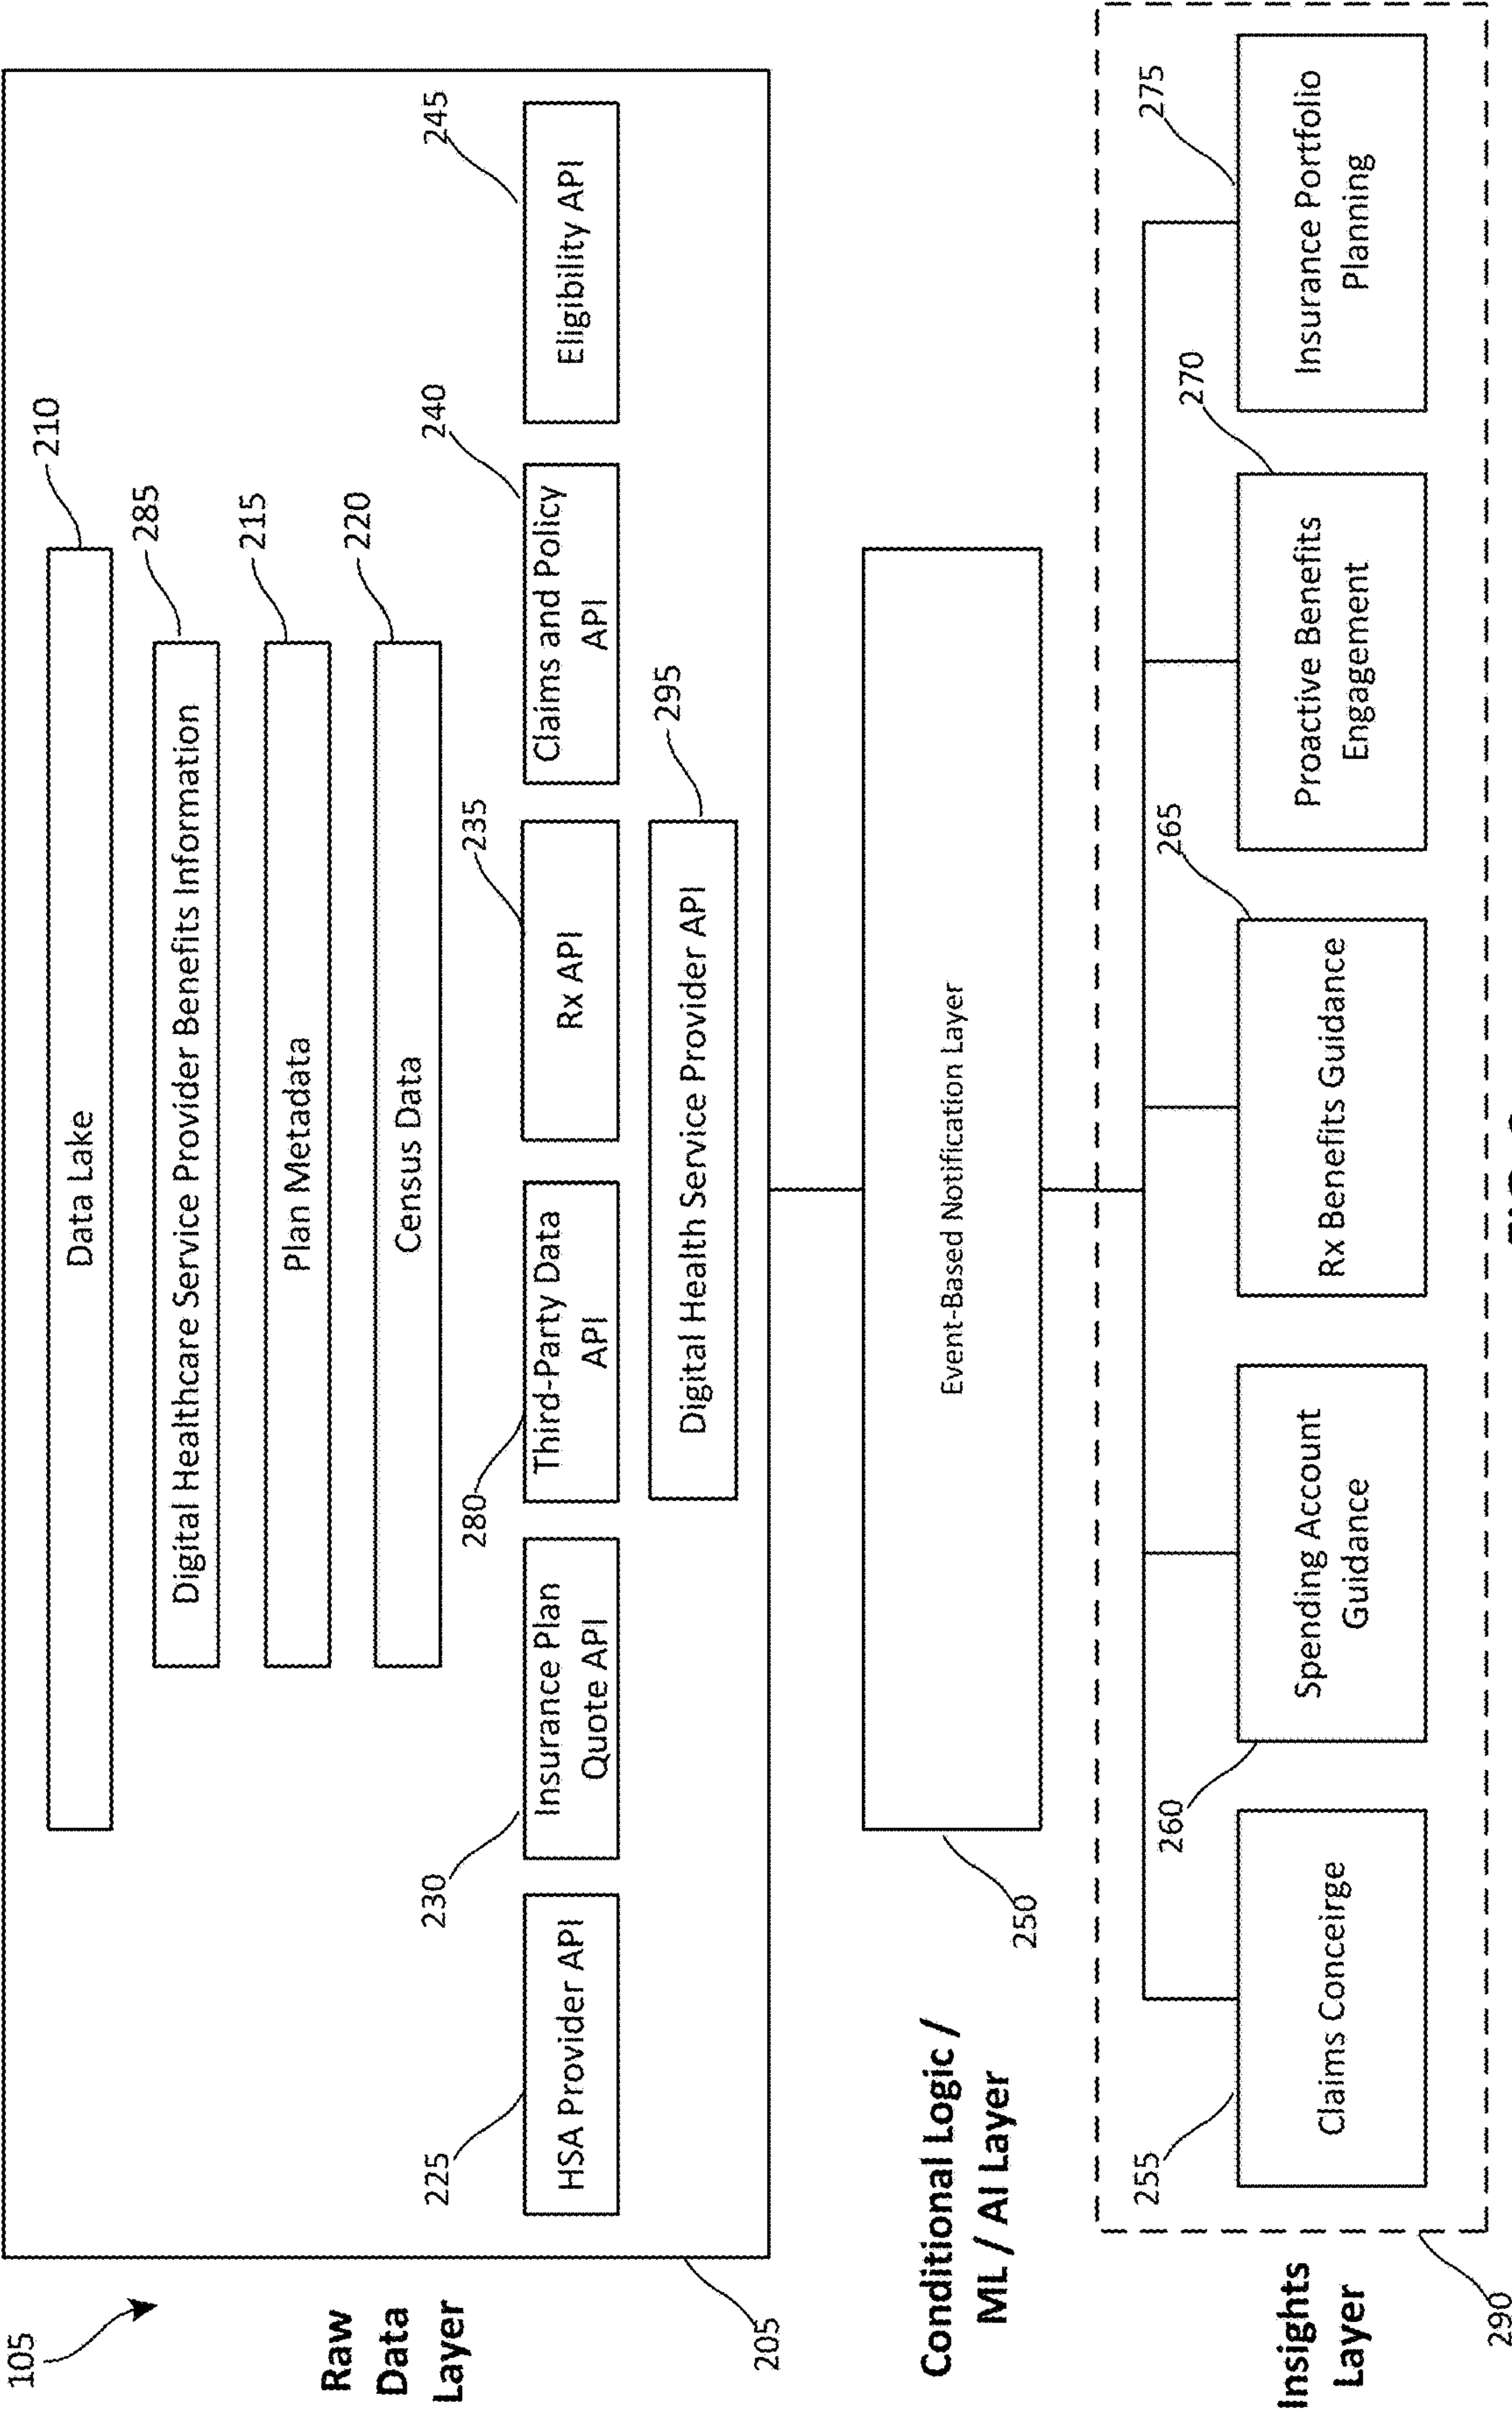 105
Raw
Data
Layer
205
Data Lake
210
Digital Healthcare Service Provider Benefits Information
285
Plan Metadata
215
Census Data
220
225
HSA Provider API
230
Insurance Plan
Quote API
280
Third-Party Data
API
235
Rx API
240
Claims and Policy
API
245
Eligibility API
Digital Health Service Provider API
295
Conditional Logic /
ML / AI Layer
Event-Based Notification Layer
250
Insights
Layer
290
255
Claims Conceirge
260
Spending Account
Guidance
265
Rx Benefits Guidance
270
Proactive Benefits
Engagement
275
Insurance Portfolio
Planning